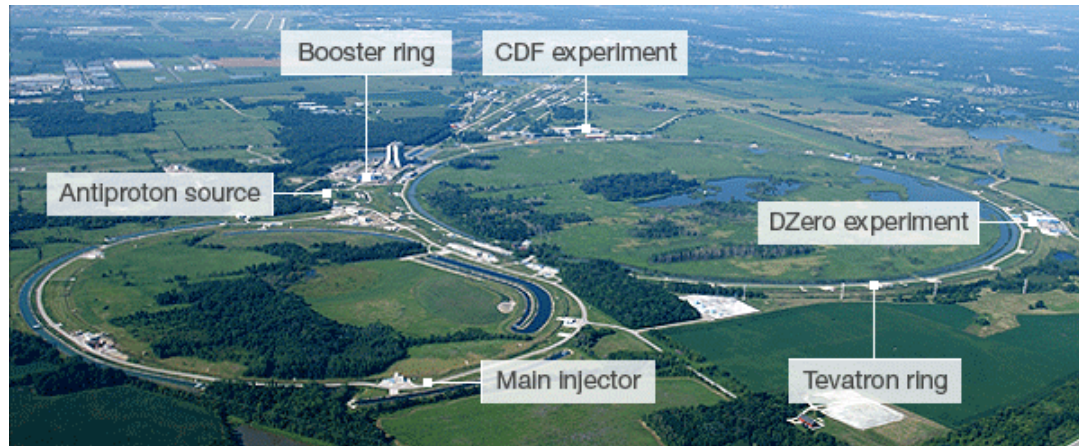 Booster ring
CDF experiment
Antiproton source
DZero experiment
Main injector
Tevatron ring